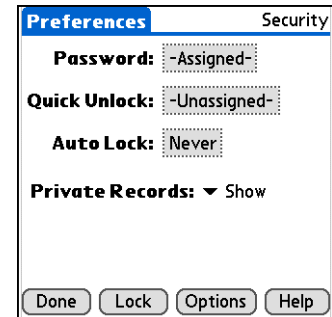 Preferences Security
Password: -Assigned-
Quick Unlock: -Unassigned-
Auto Lock: Never
Private Records: Show
Done Lock Options Help